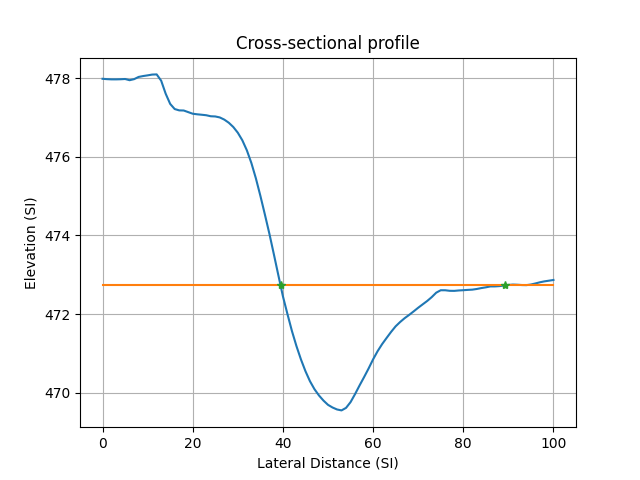 Cross-sectional profile
478
476
474
472
470
Elevation (SI)
0 20 40 60 80 100
Lateral Distance (SI)